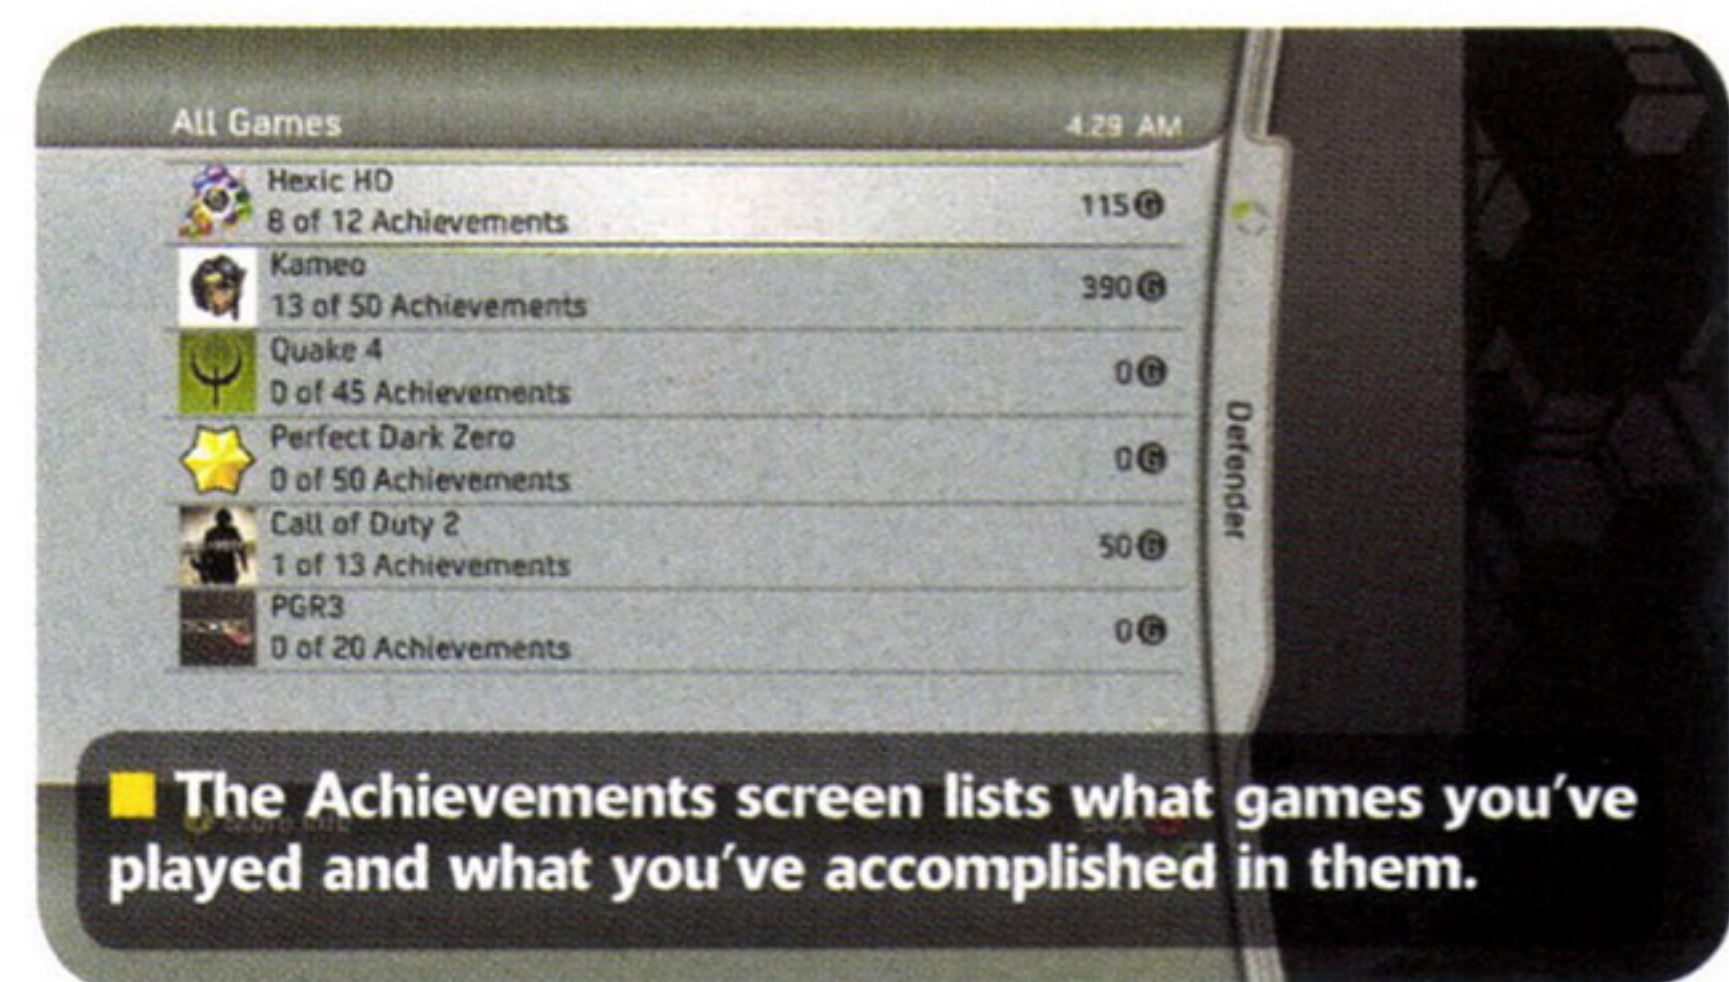 All Games
4:29 AM
Hexic HD
8 of 12 Achievements
115 G
Kameo
13 of 50 Achievements
390 G
Quake 4
0 of 45 Achievements
0 G
Perfect Dark Zero
0 of 50 Achievements
0 G
Call of Duty 2
1 of 13 Achievements
50 G
PGR3
0 of 20 Achievements
0 G
Defender
The Achievements screen lists what games you've
played and what you've accomplished in them.